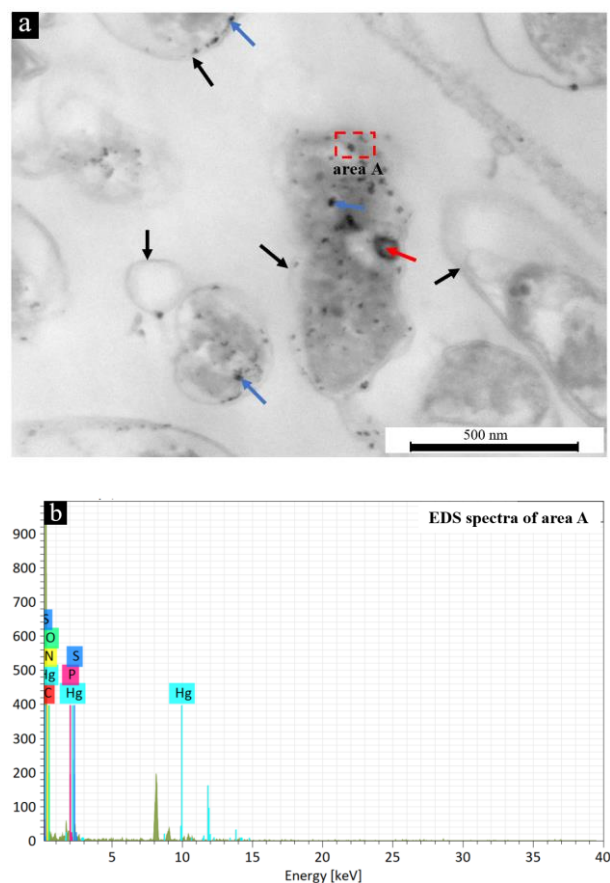 a
area A
500 nm
b
EDS spectra of area A
900
800
700
600
500
400
300
200
100
0
S
O
N S
Hg P
C Hg Hg
5 10 15 20 25 30 35 40
Energy [keV]